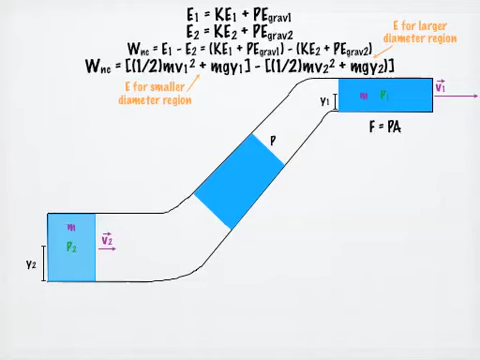 E₁ = KE₁ + PEgrav1
E₂ = KE₂ + PEgrav2
Wnc = E₁ - E₂ = (KE₁ + PEgrav1) - (KE₂ + PEgrav2)
Wnc = [(1/2)mv₁² + mgy₁] - [(1/2)mv₂² + mgy₂)]
E for larger
diameter region
E for smaller
diameter region
y₁
m P₁
v₁
F = PA
P
m
P₂
v₂
y₂